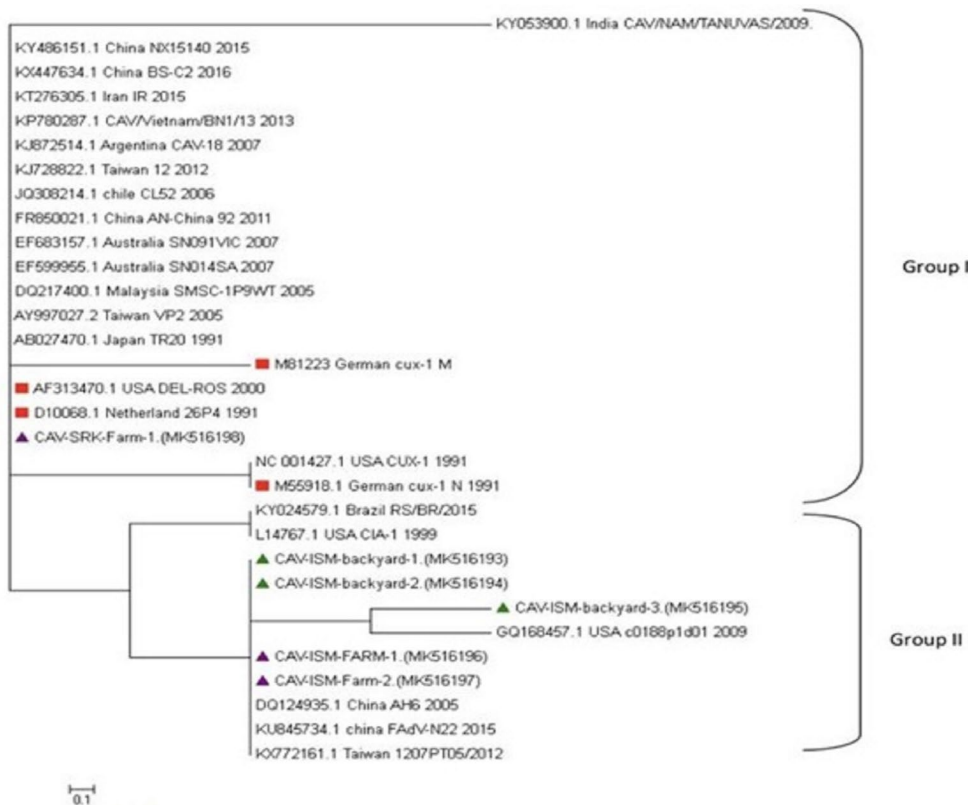 KY053900.1 India CAV/NAM/TANUVAS/2009.
KY486151.1 China NX15140 2015
KX447634.1 China BS-C2 2016
KT276305.1 Iran IR 2015
KP780287.1 CAV/Vietnam/BN1/13 2013
KJ872514.1 Argentina CAV-18 2007
KJ728822.1 Taiwan 12 2012
JQ308214.1 chile CL52 2006
FR850021.1 China AN-China 92 2011
EF683157.1 Australia SN091VIC 2007
EF599955.1 Australia SN014SA 2007
DQ217400.1 Malaysia SMSC-1P9WT 2005
AY997027.2 Taiwan VP2 2005
AB027470.1 Japan TR20 1991
M81223 German cux-1 M
AF313470.1 USA DEL-ROS 2000
D10068.1 Netherland 26P4 1991
CAV-SRK-Farm-1.(MK516198)
NC 001427.1 USA CUX-1 1991
M55918.1 German cux-1 N 1991
Group I
KY024579.1 Brazil RS/BR/2015
L14767.1 USA CIA-1 1999
CAV-ISM-backyard-1.(MK516193)
CAV-ISM-backyard-2.(MK516194)
CAV-ISM-backyard-3.(MK516195)
GQ168457.1 USA c0188p1d01 2009
CAV-ISM-FARM-1.(MK516196)
CAV-ISM-Farm-2.(MK516197)
DQ124935.1 China AH6 2005
KU845734.1 china FAdV-N22 2015
KX772161.1 Taiwan 1207PT05/2012
Group II
0.1